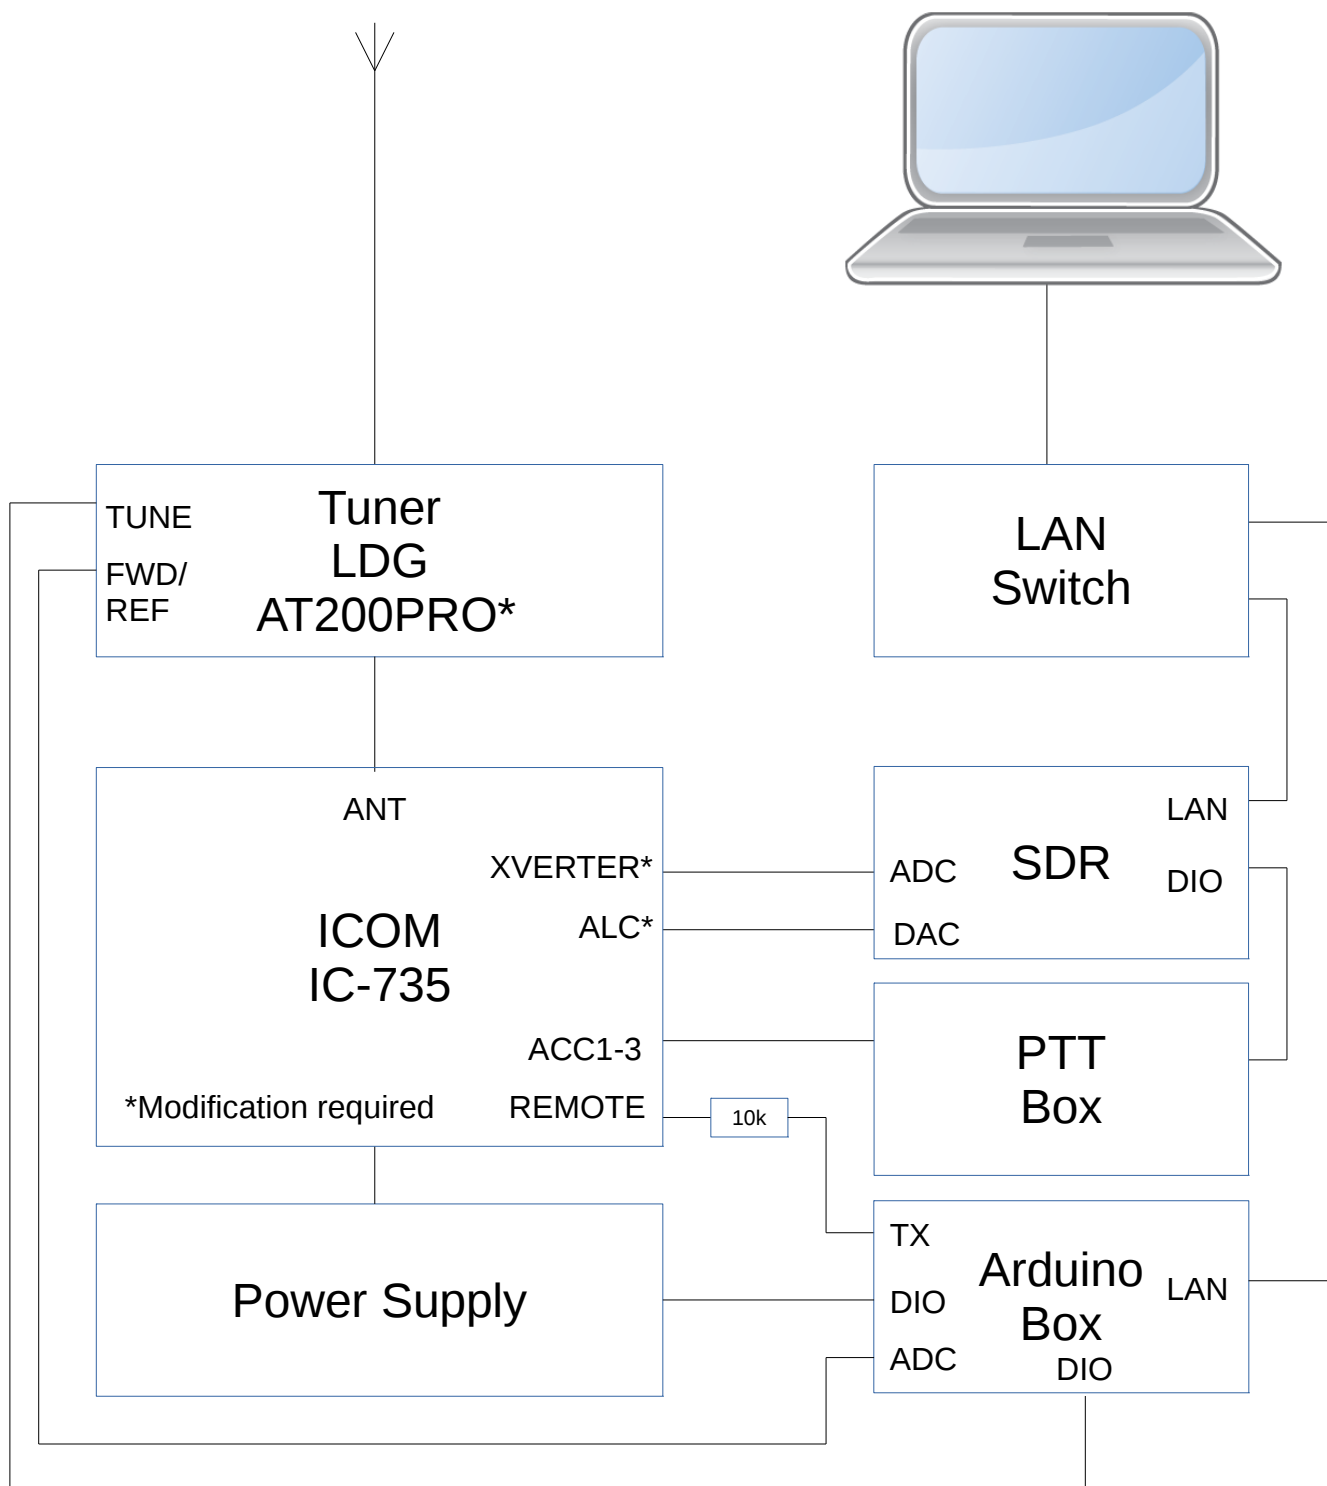 Tuner
LDG
AT200PRO*
TUNE
FWD/
REF
LAN
Switch
ANT
XVERTER*
ALC*
ICOM
IC-735
ACC1-3
*Modification required
REMOTE
10k
LAN
SDR
ADC
DIO
DAC
PTT
Box
Power Supply
TX
Arduino
Box
DIO
LAN
ADC
DIO